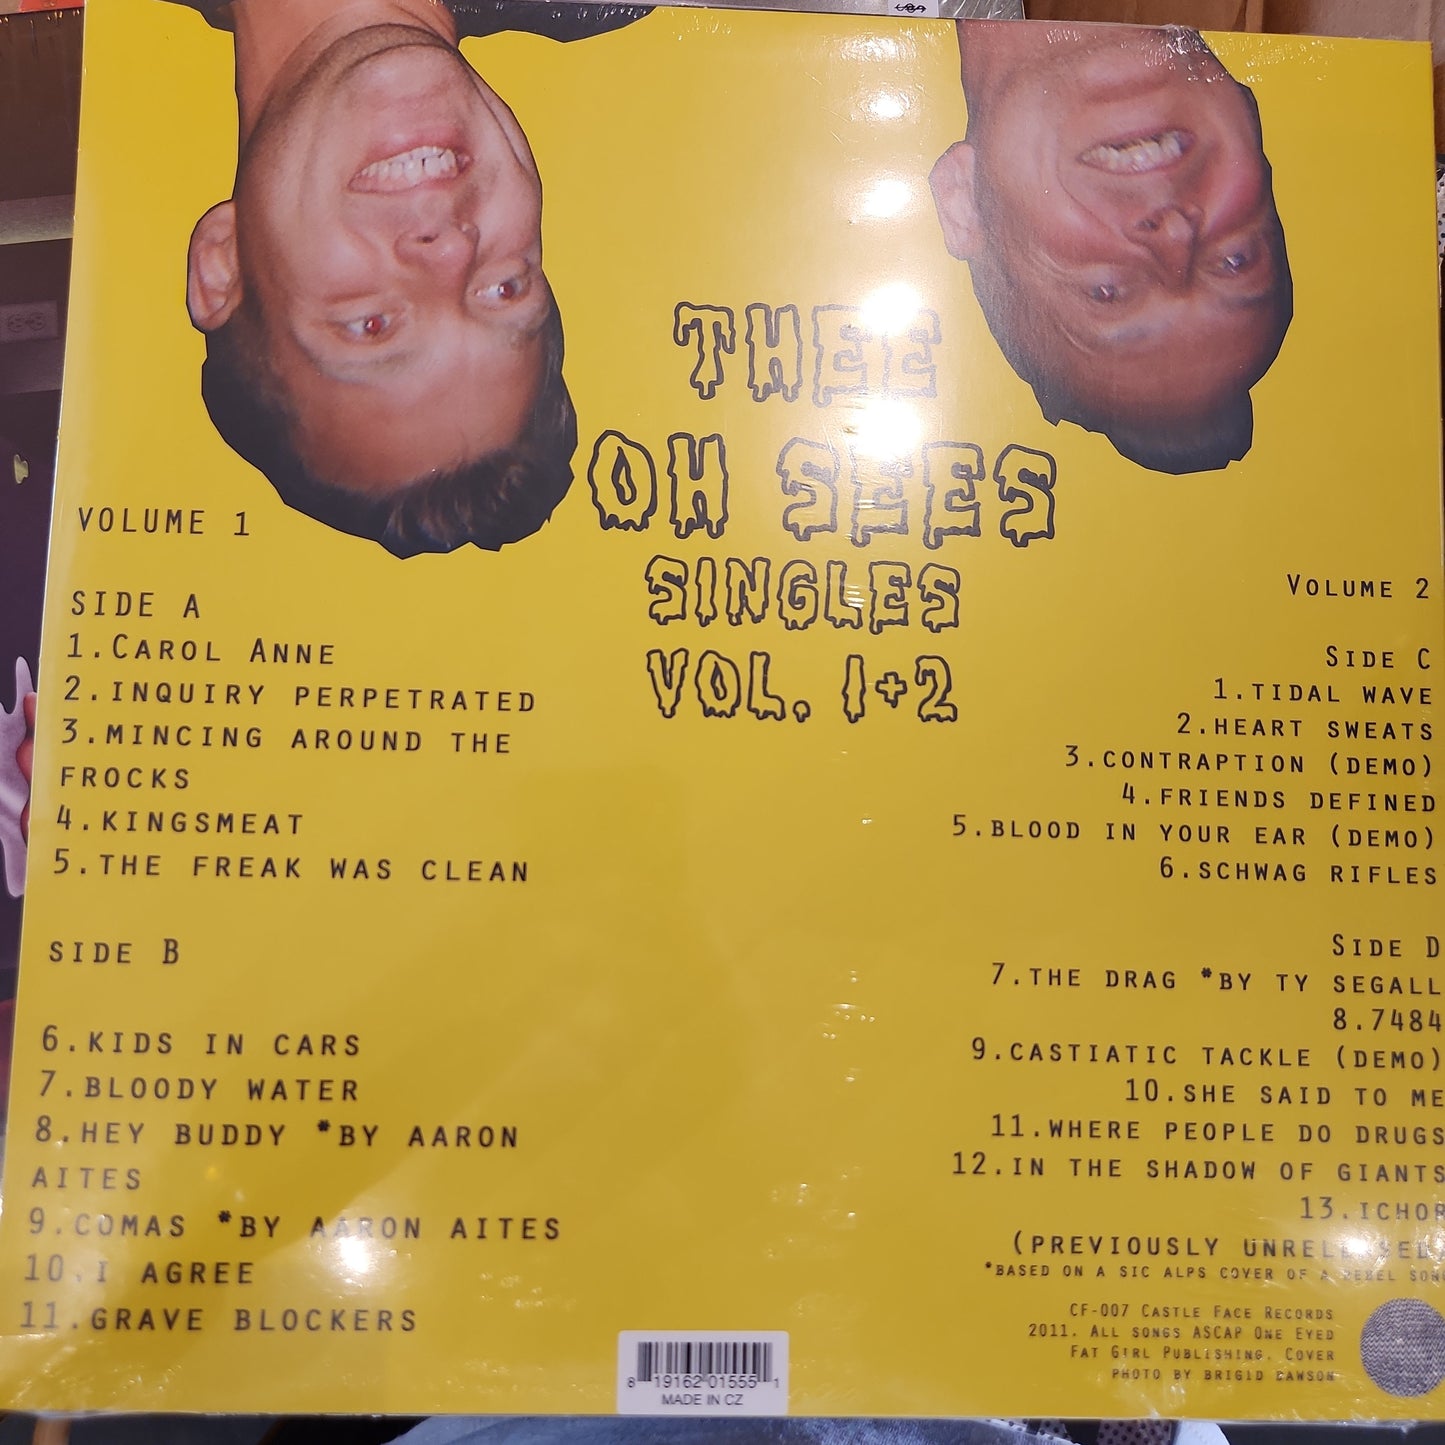 THEE
OH SEES
SINGLES
VOL. 1+2
VOLUME 1
SIDE A
1.CAROL ANNE
2.INQUIRY PERPETRATED
3.MINCING AROUND THE
FROCKS
4.KINGSMEAT
5.THE FREAK WAS CLEAN
SIDE B
6.KIDS IN CARS
7.BLOODY WATER
8.HEY BUDDY *BY AARON
AITES
9.COMAS *BY AARON AITES
10.I AGREE
11.GRAVE BLOCKERS
VOLUME 2
SIDE C
1.TIDAL WAVE
2.HEART SWEATS
3.CONTRAPTION (DEMO)
4.FRIENDS DEFINED
5.BLOOD IN YOUR EAR (DEMO)
6.SCHWAG RIFLES
SIDE D
7.THE DRAG *BY TY SEGALL
8.7484
9.CASTIATIC TACKLE (DEMO)
10.SHE SAID TO ME
11.WHERE PEOPLE DO DRUGS
12.IN THE SHADOW OF GIANTS
13.ICHOR
(PREVIOUSLY UNRELEASED)
*BASED ON A SIC ALPS COVER OF A REBEL SONG
CF-007 CASTLE FACE RECORDS
2011. ALL SONGS ASCAP ONE EYED
FAT GIRL PUBLISHING. COVER
PHOTO BY BRIGID DAWSON
8 19162 01555 1
MADE IN CZ